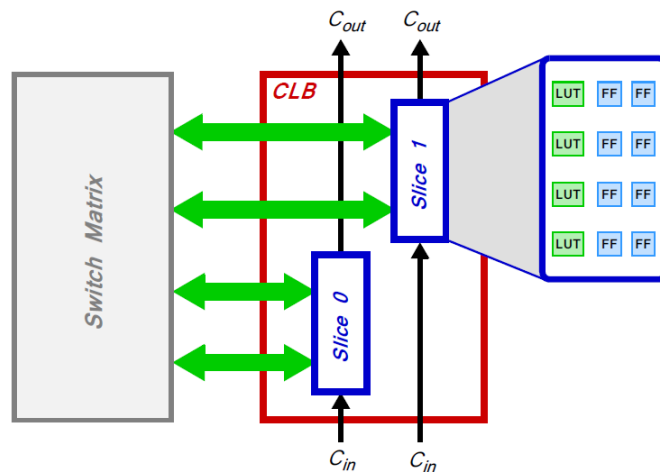 Cout Cout
CLB
LUT FF FF
LUT FF FF
LUT FF FF
LUT FF FF
Switch Matrix
Slice 1
Slice 0
Cin Cin